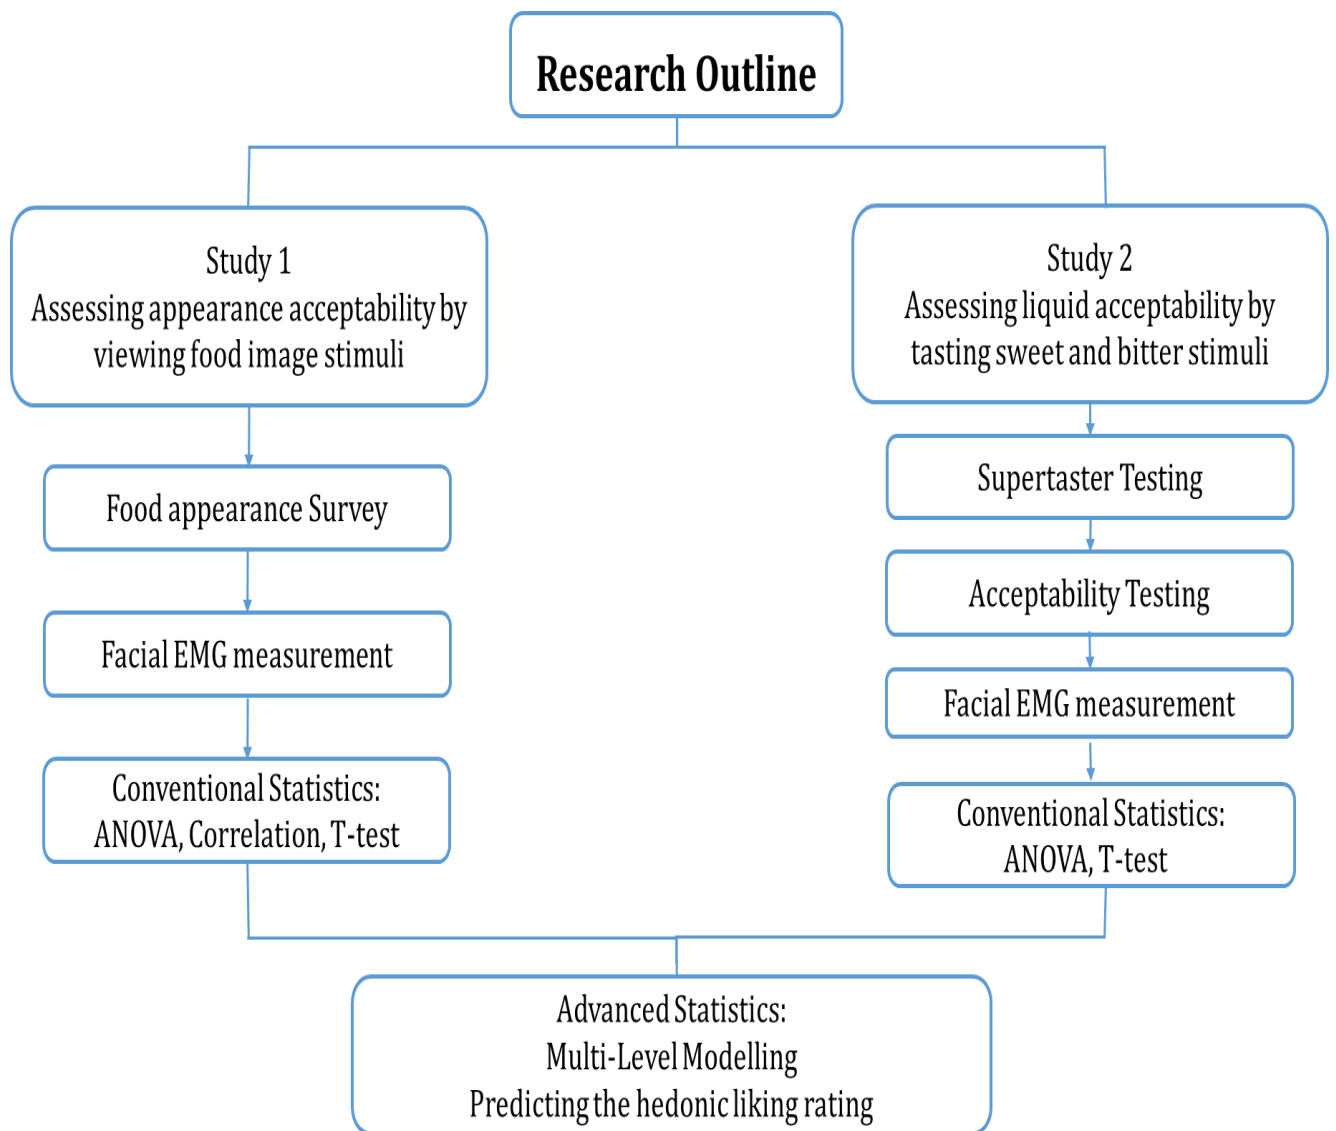 Research Outline
Study 1
Assessing appearance acceptability by
viewing food image stimuli
Food appearance Survey
Facial EMG measurement
Conventional Statistics:
ANOVA, Correlation, T-test
Study 2
Assessing liquid acceptability by
tasting sweet and bitter stimuli
Supertaster Testing
Acceptability Testing
Facial EMG measurement
Conventional Statistics:
ANOVA, T-test
Advanced Statistics:
Multi-Level Modelling
Predicting the hedonic liking rating